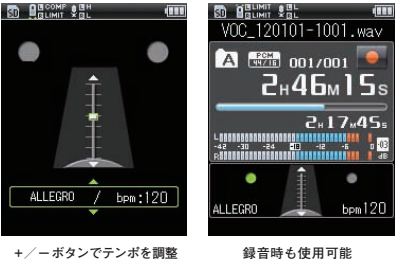 SD COMP LIMIT H L
ALLEGRO / bpm:120
+/−ボタンでテンポを調整
SD LIMIT LIMIT L L
VOC_120101-1001.wav
A PCM 44/16 001/001
2H46M15s
2H17M45s
L
-42 -30 -24 -18 -12 -6 0 -03
R dB
ALLEGRO bpm120
録音時も使用可能